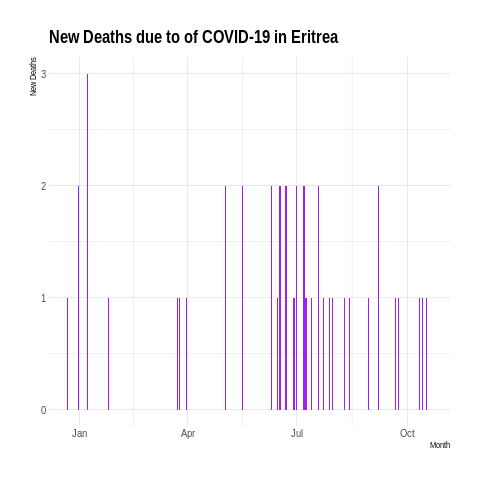 New Deaths due to of COVID-19 in Eritrea
New Deaths
3
2
1
0
Jan Apr Jul Oct
Month